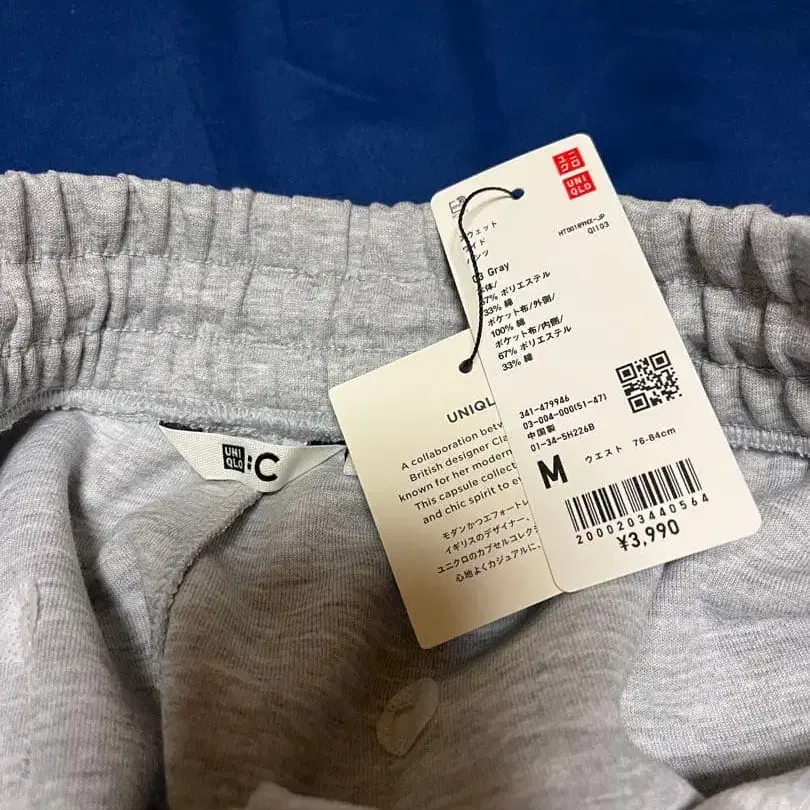 ユニ
クロ
UNI
QLO
HT0018YNX-JP
Q1103
スウェット
ワイド
パンツ
03 Gray
本体/
67% ポリエステル
33% 綿
ポケット布/外側/
100% 綿
ポケット布/内側/
67% ポリエステル
33% 綿
341-479946
03-004-000(51-47)
中国製
01-34-5H226B
M ウエスト 76-84cm
2000203440564
¥3,990
UNIQLO
A collaboration
British designer
known for her modern
This capsule
and chic spirit to
モダンかつエフォートレ
イギリスのデザイナー、
ユニクロのカプセルコレク
心地よくカジュアルに、
UNI
QLO : C